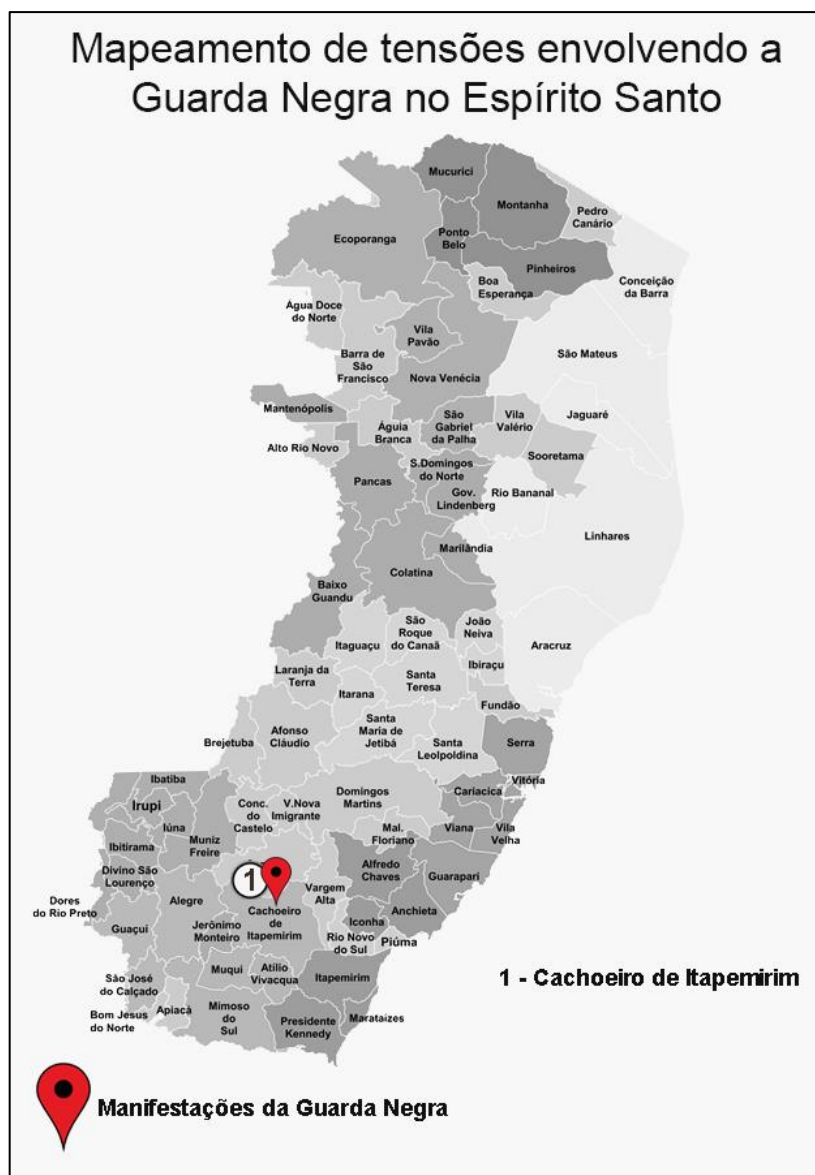 Mapeamento de tensões envolvendo a
Guarda Negra no Espírito Santo
Mucurici
Montanha
Pedro
Canário
Ecoporanga
Ponto
Belo
Pinheiros
Boa
Esperança
Conceição
da Barra
Água Doce
do Norte
Vila
Pavão
São Mateus
Barra de
São
Francisco
Nova Venécia
Mantenópolis
Águia
Branca
São
Gabriel
da Palha
Vila
Valério
Jaguaré
Alto Rio Novo
Sooretama
S.Domingos
do Norte
Pancas
Gov.
Lindenberg
Rio Bananal
Linhares
Marilândia
Colatina
Baixo
Guandu
São
Roque
do Canaã
João
Neiva
Itaguaçu
Aracruz
Ibiraçu
Laranja da
Terra
Santa
Teresa
Itarana
Fundão
Brejetuba
Afonso
Cláudio
Santa
Maria de
Jetibá
Santa
Leolpoldina
Serra
Ibatiba
Vitória
Irupi
Conc.
do
Castelo
V.Nova
Imigrante
Domingos
Martins
Cariacica
Iúna
Muniz
Freire
Mal.
Floriano
Viana
Vila
Velha
Ibitirama
Divino São
Lourenço
1
Alfredo
Chaves
Guarapari
Vargem
Alta
Dores
do Rio Preto
Alegre
Cachoeiro
de
Itapemirim
Anchieta
Guaçui
Jerônimo
Monteiro
Iconha
Rio Novo
do Sul
Piúma
Muqui
Atílio
Vivacqua
Itapemirim
São José
do Calçado
1 - Cachoeiro de Itapemirim
Apiacá
Mimoso
do
Sul
Bom Jesus
do Norte
Presidente
Kennedy
Marataizes
Manifestações da Guarda Negra